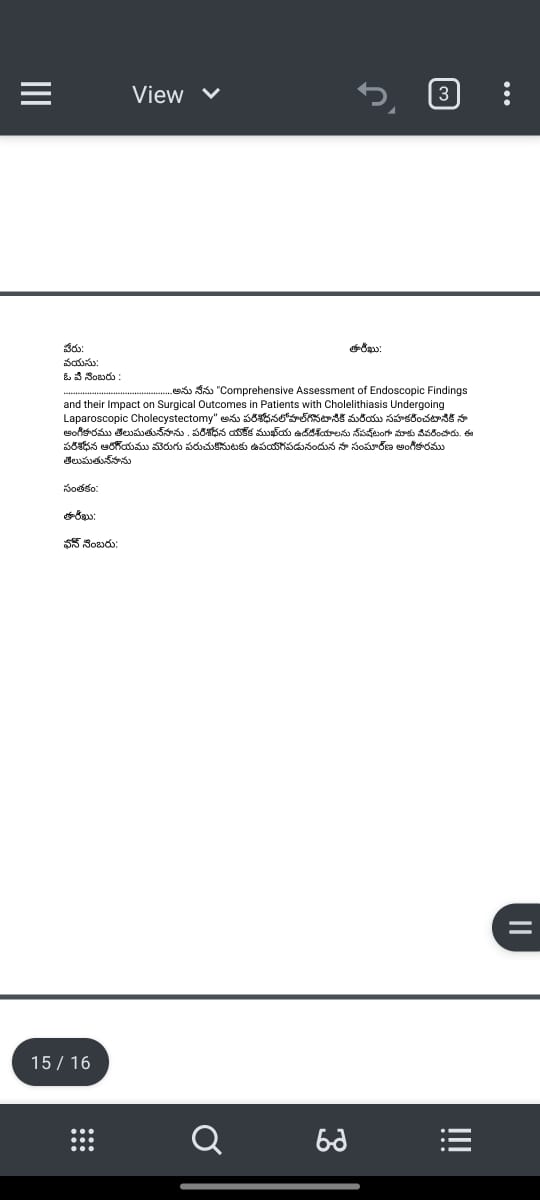 View
3
పేరు: తారీఖు:
వయసు:
ఓ పి నెంబరు :
...............................................అను నేను "Comprehensive Assessment of Endoscopic Findings
and their Impact on Surgical Outcomes in Patients with Cholelithiasis Undergoing
Laparoscopic Cholecystectomy" అను పరిశోధనలోపాల్గొనటానికి మరియు సహకరించటానికి నా
అంగీకారము తెలుపుతున్నాను . పరిశోధన యొక్క ముఖ్య ఉద్దేశ్యాలను స్పష్టంగా మాకు వివరించారు. ఈ
పరిశోధన ఆరోగ్యము మెరుగు పరుచుకొనుటకు ఉపయోగపడునందున నా సంపూర్ణ అంగీకారము
తెలుపుతున్నాను
సంతకం:
తారీఖు:
ఫోన్ నెంబరు:
15 / 16